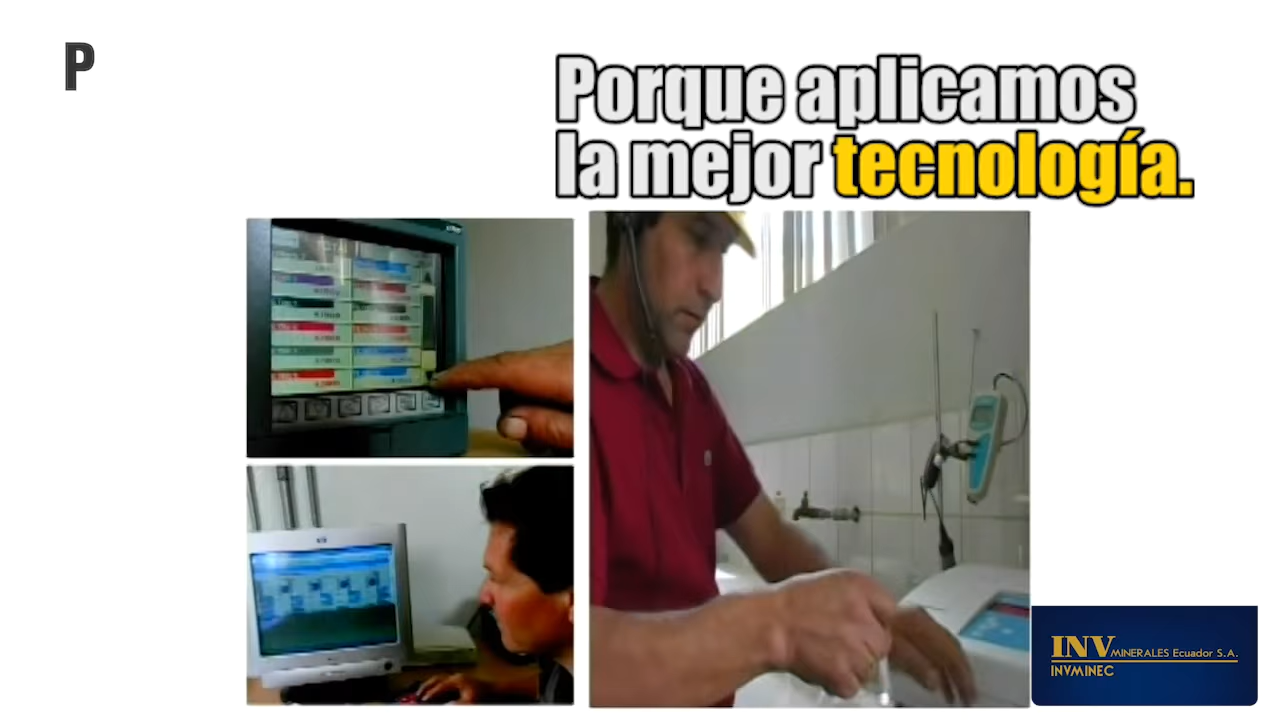 P
Porque aplicamos
la mejor tecnología.
INV MINERALES Ecuador S.A.
INVMINEC